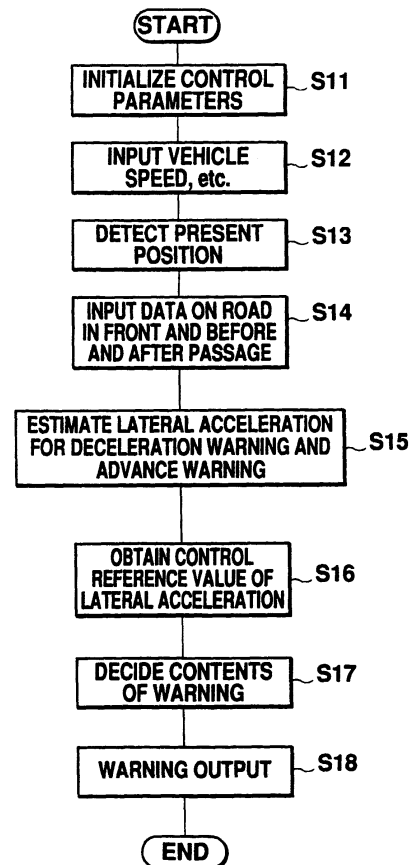 START
INITIALIZE CONTROL
PARAMETERS
S11
INPUT VEHICLE
SPEED, etc.
S12
DETECT PRESENT
POSITION
S13
INPUT DATA ON ROAD
IN FRONT AND BEFORE
AND AFTER PASSAGE
S14
ESTIMATE LATERAL ACCELERATION
FOR DECELERATION WARNING AND
ADVANCE WARNING
S15
OBTAIN CONTROL
REFERENCE VALUE OF
LATERAL ACCELERATION
S16
DECIDE CONTENTS
OF WARNING
S17
WARNING OUTPUT
S18
END